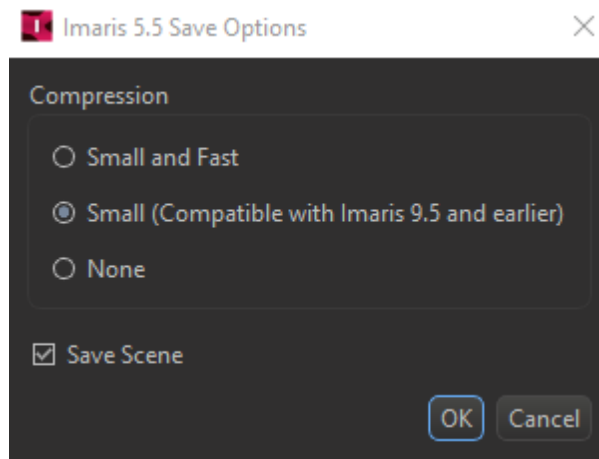 Imaris 5.5 Save Options
Compression
Small and Fast
Small (Compatible with Imaris 9.5 and earlier)
None
Save Scene
OK Cancel